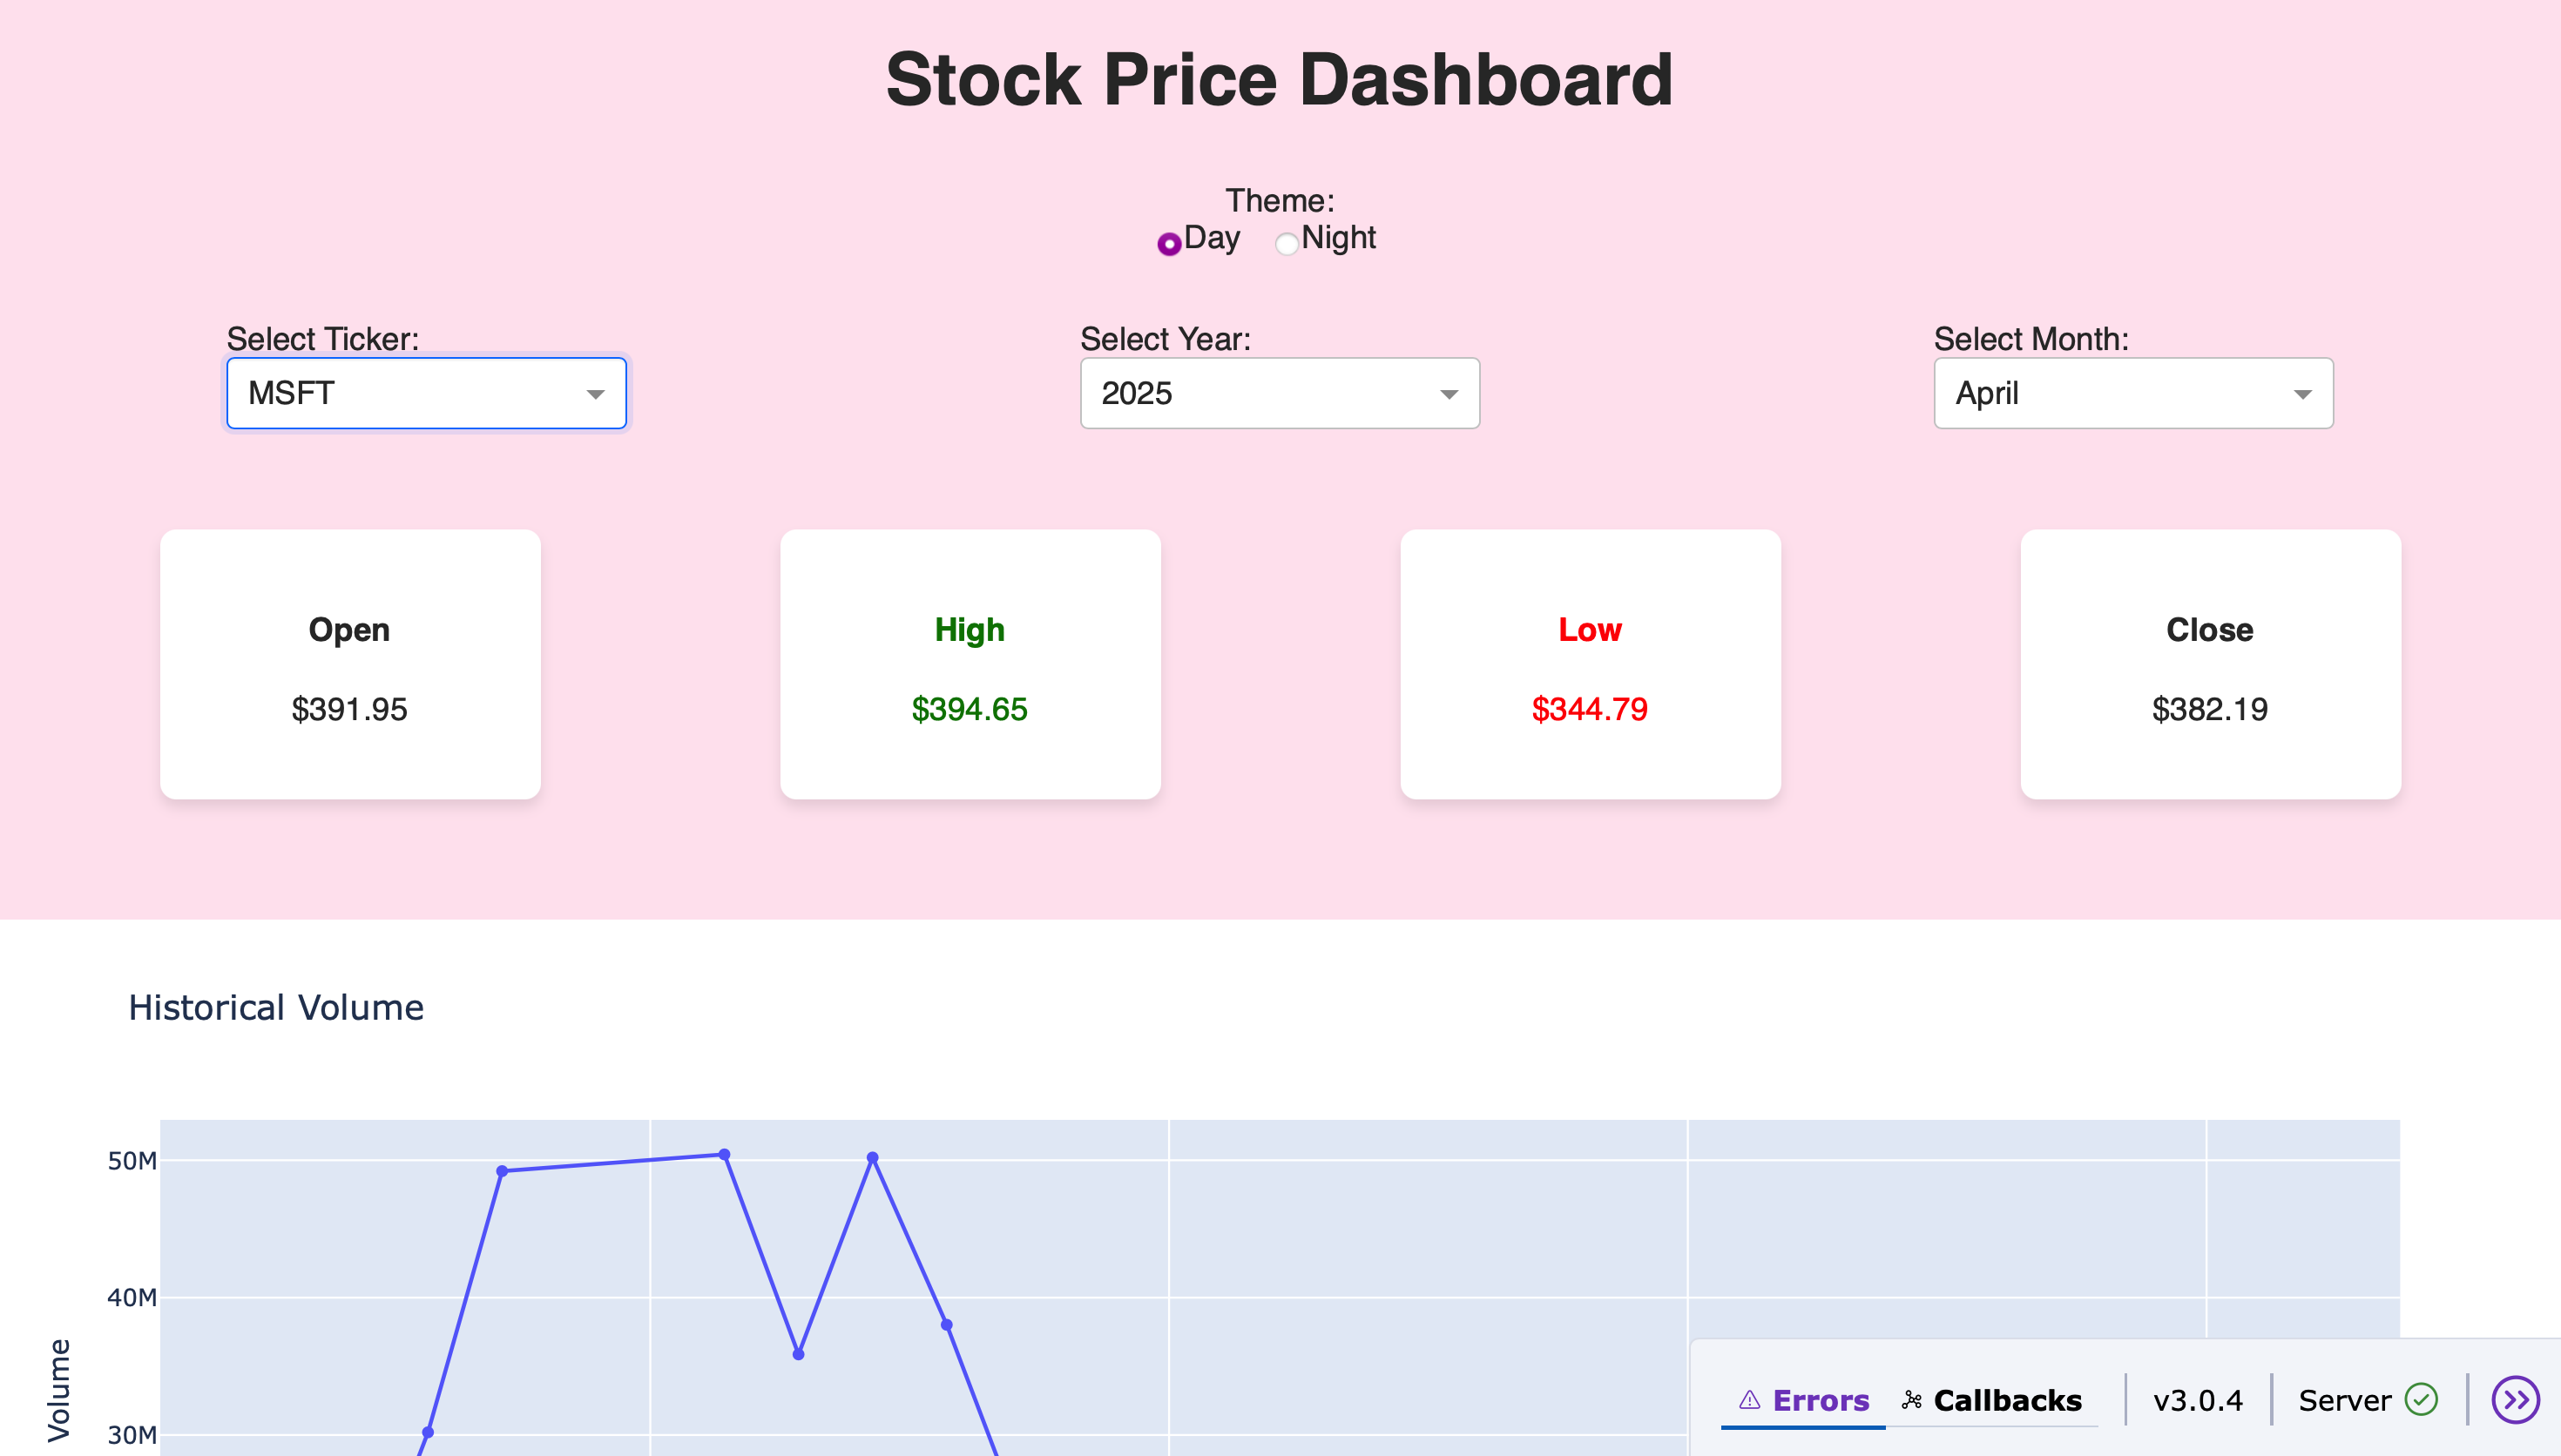 Stock Price Dashboard
Theme:
Day Night
Select Ticker: Select Year: Select Month:
MSFT 2025 April
Open High Low Close
$391.95 $394.65 $344.79 $382.19
Historical Volume
50M
40M
30M
Volume
Errors Callbacks v3.0.4 Server